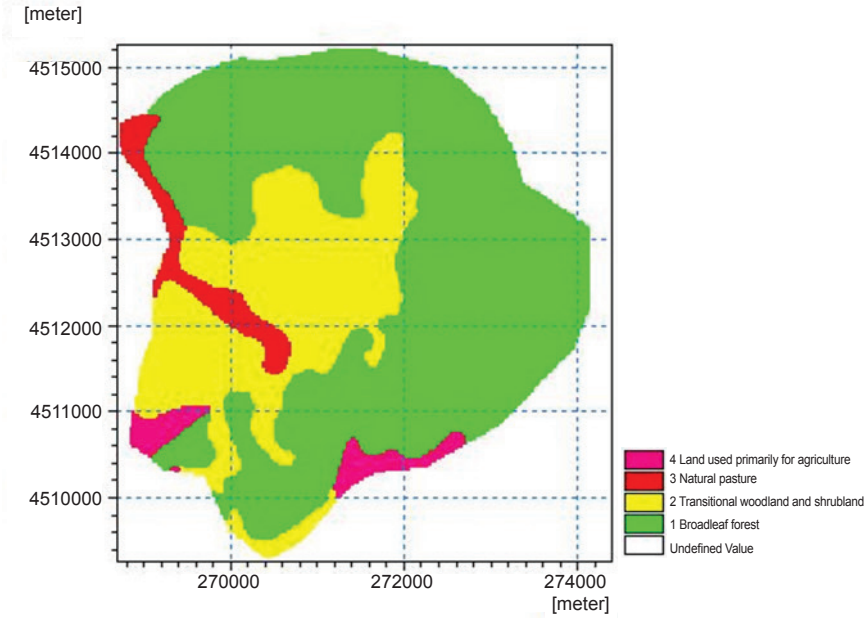 [meter]
4515000
4514000
4513000
4512000
4511000
4510000
270000 272000 274000
[meter]
4 Land used primarily for agriculture
3 Natural pasture
2 Transitional woodland and shrubland
1 Broadleaf forest
Undefined Value